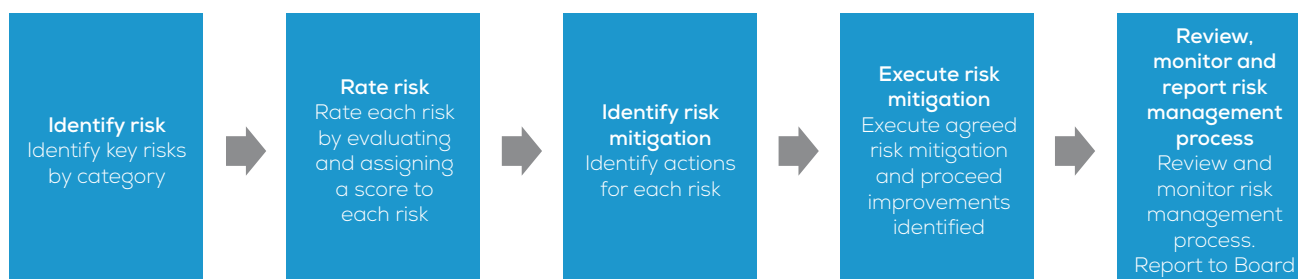 Identify risk
Identify key risks
by category
Rate risk
Rate each risk
by evaluating
and assigning
a score to
each risk
Identify risk
mitigation
Identify actions
for each risk
Execute risk
mitigation
Execute agreed
risk mitigation
and proceed
improvements
identified
Review,
monitor and
report risk
management
process
Review and
monitor risk
management
process.
Report to Board